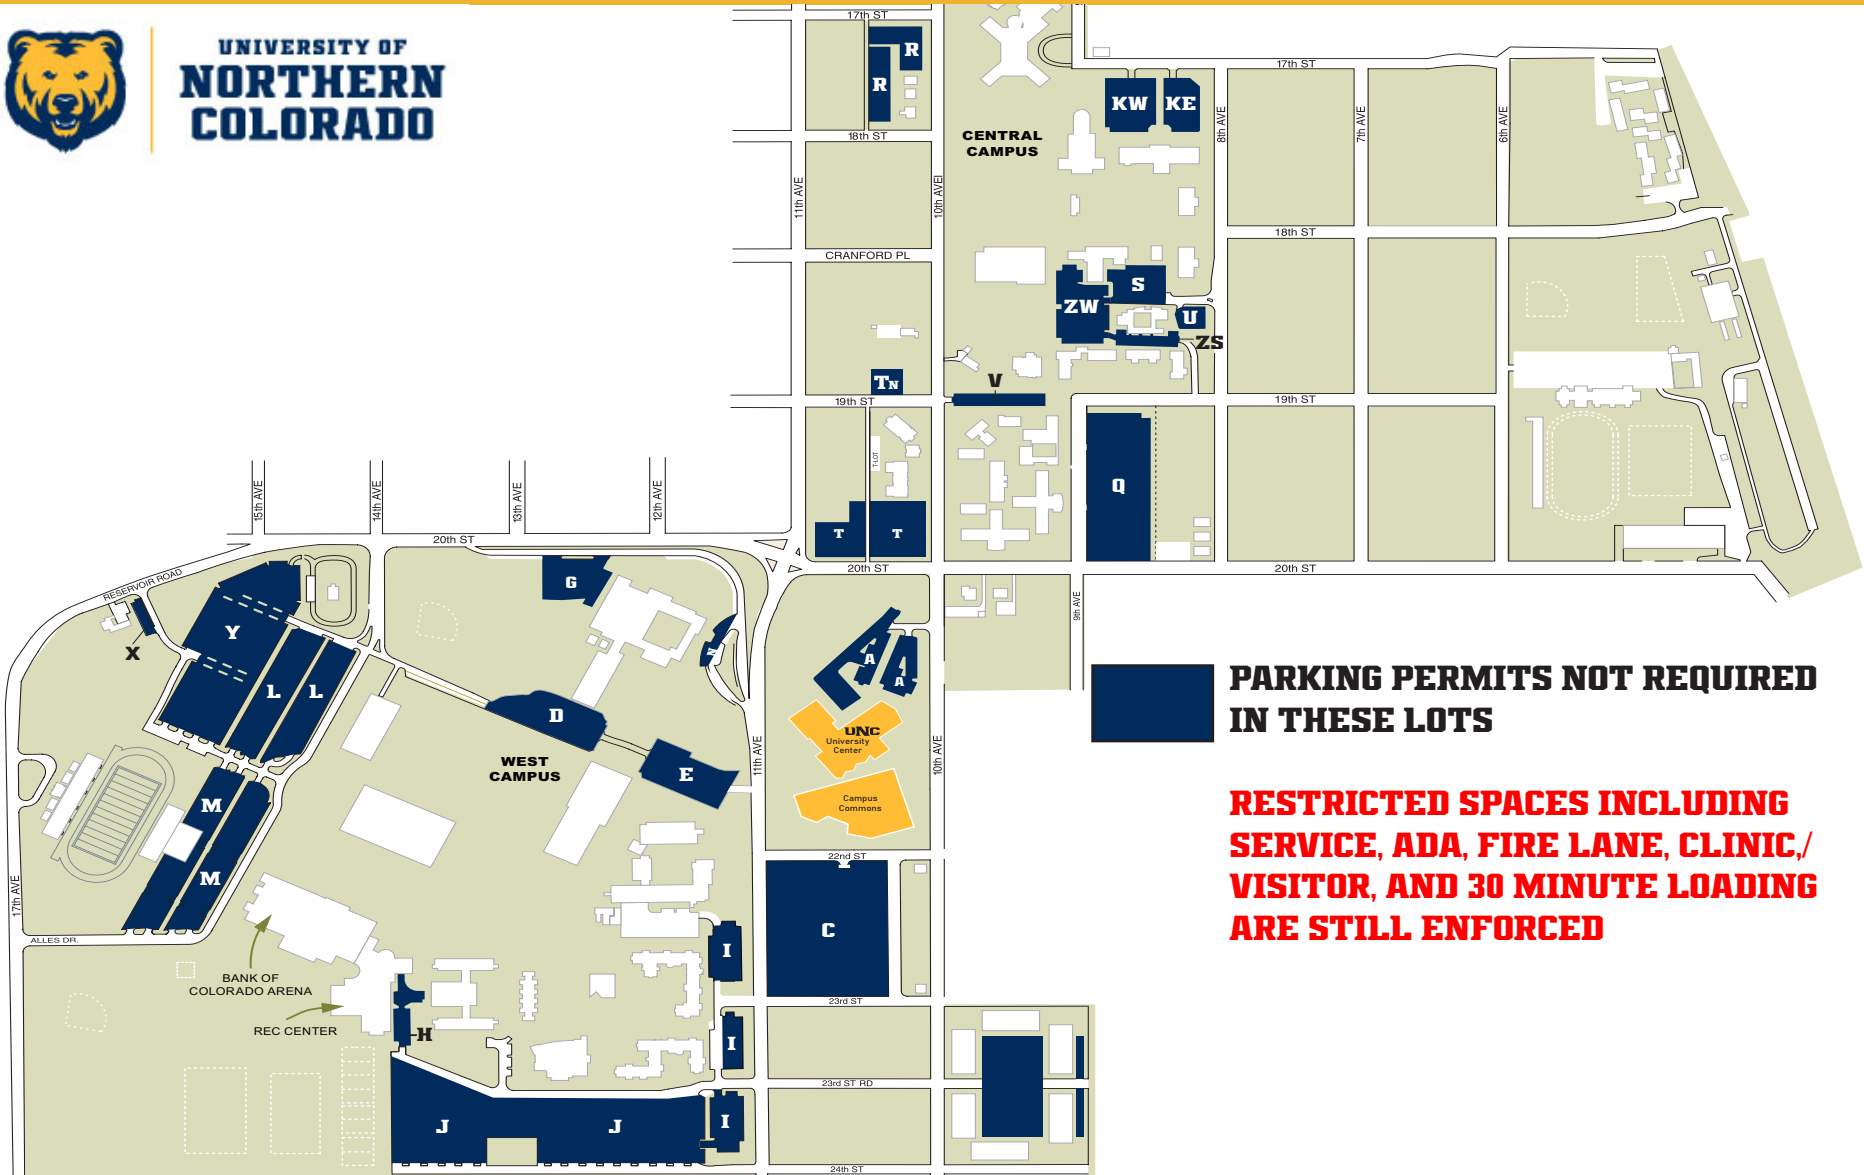 UNIVERSITY OF
NORTHERN
COLORADO
17th ST
R
R
18th ST
11th AVE
10th AVE
CENTRAL
CAMPUS
KW
KE
17th ST
8th AVE
7th AVE
6th AVE
18th ST
CRANFORD PL
S
ZW
U
ZS
TN
V
19th ST
19th ST
T-LOT
Q
T
T
15th AVE
14th AVE
13th AVE
12th AVE
20th ST
20th ST
20th ST
9th AVE
RESERVOIR ROAD
G
X
Y
L
L
N
A
A
D
UNC
University
Center
WEST
CAMPUS
E
11th AVE
10th AVE
Campus
Commons
M
M
22nd ST
17th AVE
ALLES DR.
C
I
BANK OF
COLORADO ARENA
REC CENTER
H
23rd ST
I
23rd ST RD
J
J
I
24th ST
PARKING PERMITS NOT REQUIRED
IN THESE LOTS
RESTRICTED SPACES INCLUDING
SERVICE, ADA, FIRE LANE, CLINIC,/
VISITOR, AND 30 MINUTE LOADING
ARE STILL ENFORCED